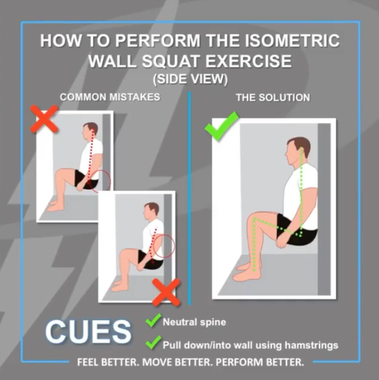 HOW TO PERFORM THE ISOMETRIC
WALL SQUAT EXERCISE
(SIDE VIEW)
COMMON MISTAKES
THE SOLUTION
CUES
Neutral spine
Pull down/into wall using hamstrings
FEEL BETTER. MOVE BETTER. PERFORM BETTER.